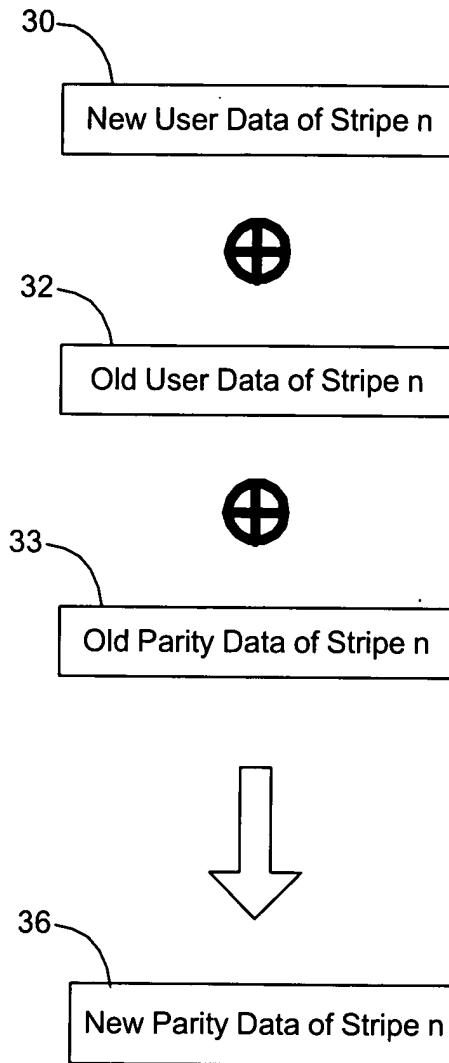 30
New User Data of Stripe n
32
Old User Data of Stripe n
33
Old Parity Data of Stripe n
36
New Parity Data of Stripe n